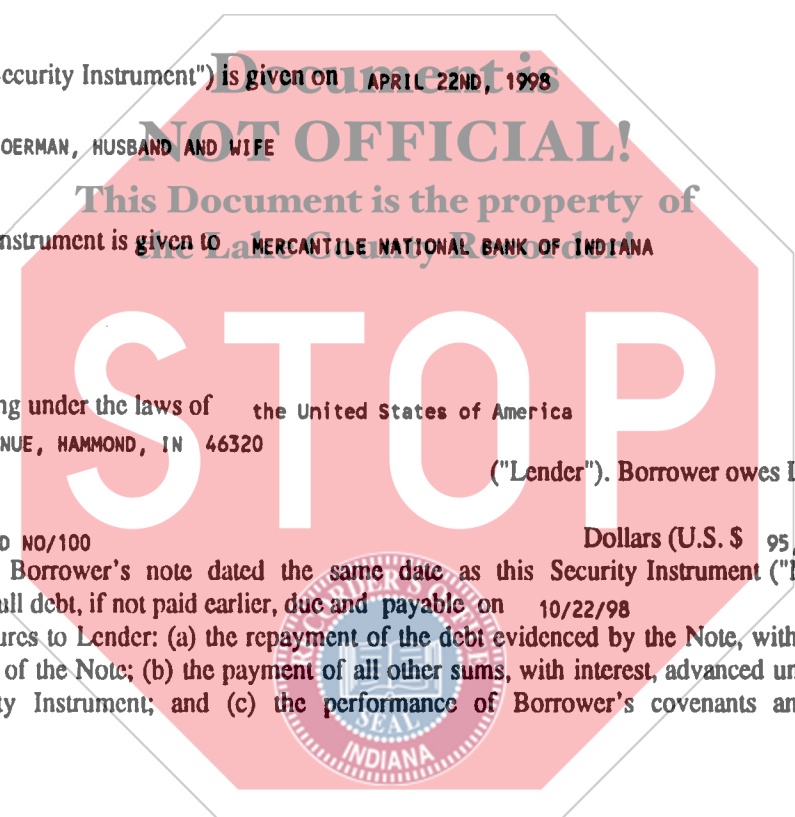 ecurity Instrument") is given on APRIL 22ND, 1998
Document is
OERMAN, HUSBAND AND WIFE
NOT OFFICIAL!
This Document is the property of
nstrument is given to MERCANTILE NATIONAL BANK OF INDIANA
the Lake County Recorder!
STOP
ng under the laws of the United States of America
NUE, HAMMOND, IN 46320
("Lender"). Borrower owes L
D NO/100 Dollars (U.S. $ 95,
Borrower's note dated the same date as this Security Instrument ("
ull debt, if not paid earlier, due and payable on 10/22/98
ures to Lender: (a) the repayment of the debt evidenced by the Note, with
of the Note; (b) the payment of all other sums, with interest, advanced un
ty Instrument; and (c) the performance of Borrower's covenants an
RECORDER'S
SEAL
INDIANA